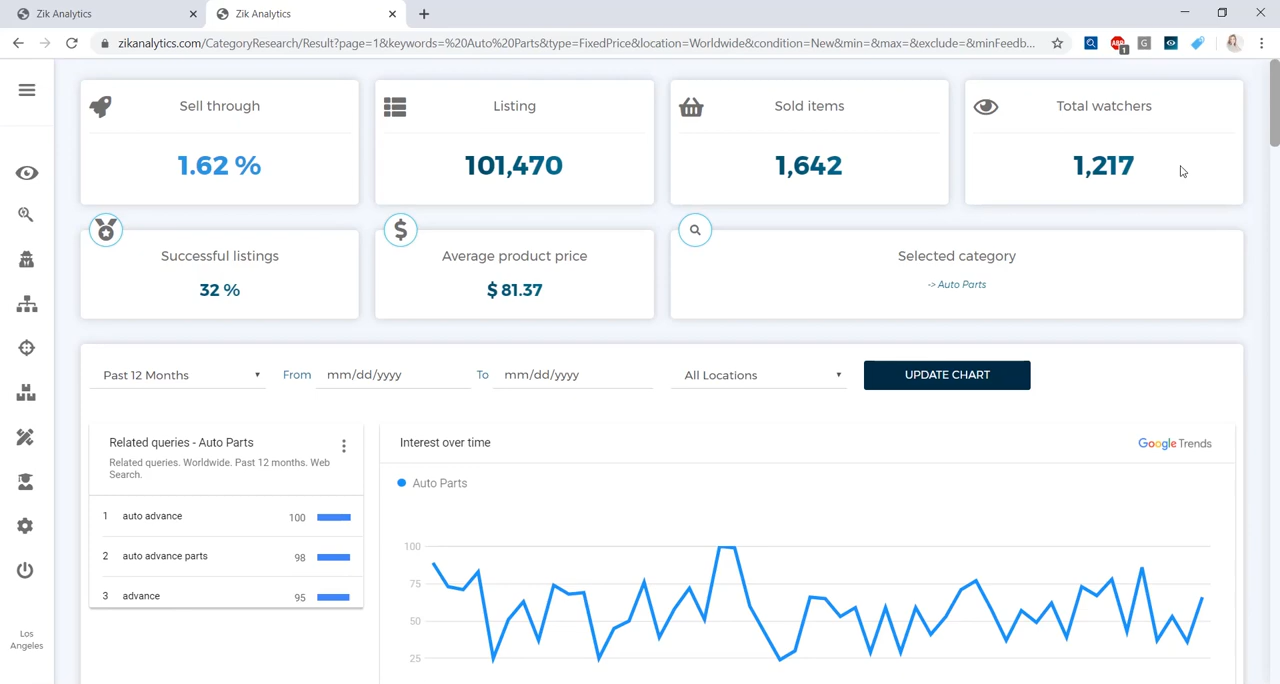 Zik Analytics
Zik Analytics
zikanalytics.com/CategoryResearch/Result?page=1&keywords=%20Auto%20Parts&type=FixedPrice&location=Worldwide&condition=New&min=&max=&exclude=&minFeedb...
ABP
1
G
Sell through
Listing
Sold items
Total watchers
1.62 %
101,470
1,642
1,217
Successful listings
Average product price
Selected category
32 %
$ 81.37
-> Auto Parts
Past 12 Months
From
mm/dd/yyyy
To
mm/dd/yyyy
All Locations
UPDATE CHART
Related queries - Auto Parts
Related queries. Worldwide. Past 12 months. Web
Search.
1 auto advance 100
2 auto advance parts 98
3 advance 95
Interest over time
Google Trends
Auto Parts
100
75
50
25
Los
Angeles